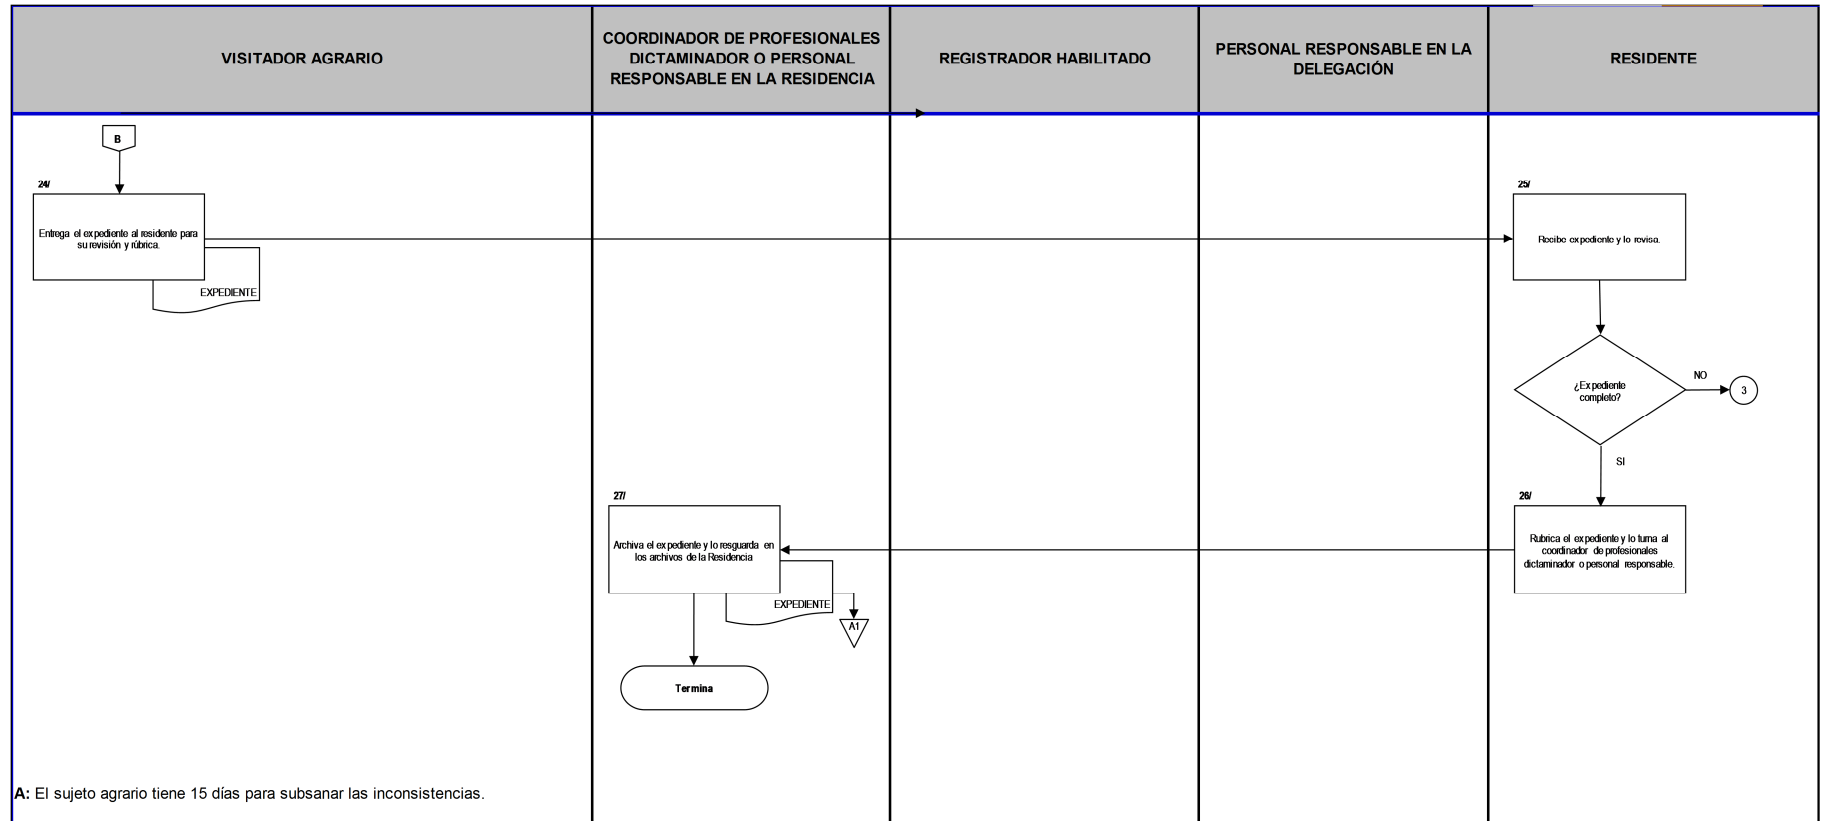 VISITADOR AGRARIO
COORDINADOR DE PROFESIONALES
DICTAMINADOR O PERSONAL
RESPONSABLE EN LA RESIDENCIA
REGISTRADOR HABILITADO
PERSONAL RESPONSABLE EN LA
DELEGACIÓN
RESIDENTE
B
24/
Entrega el expediente al residente para
su revisión y rúbrica.
EXPEDIENTE
25/
Recibe expediente y lo revisa.
¿Expediente
completo?
NO
3
SI
26/
Rubrica el expediente y lo turna al
coordinador de profesionales
dictaminador o personal responsable.
27/
Archiva el expediente y lo resguarda en
los archivos de la Residencia
EXPEDIENTE
A1
Termina
A: El sujeto agrario tiene 15 días para subsanar las inconsistencias.